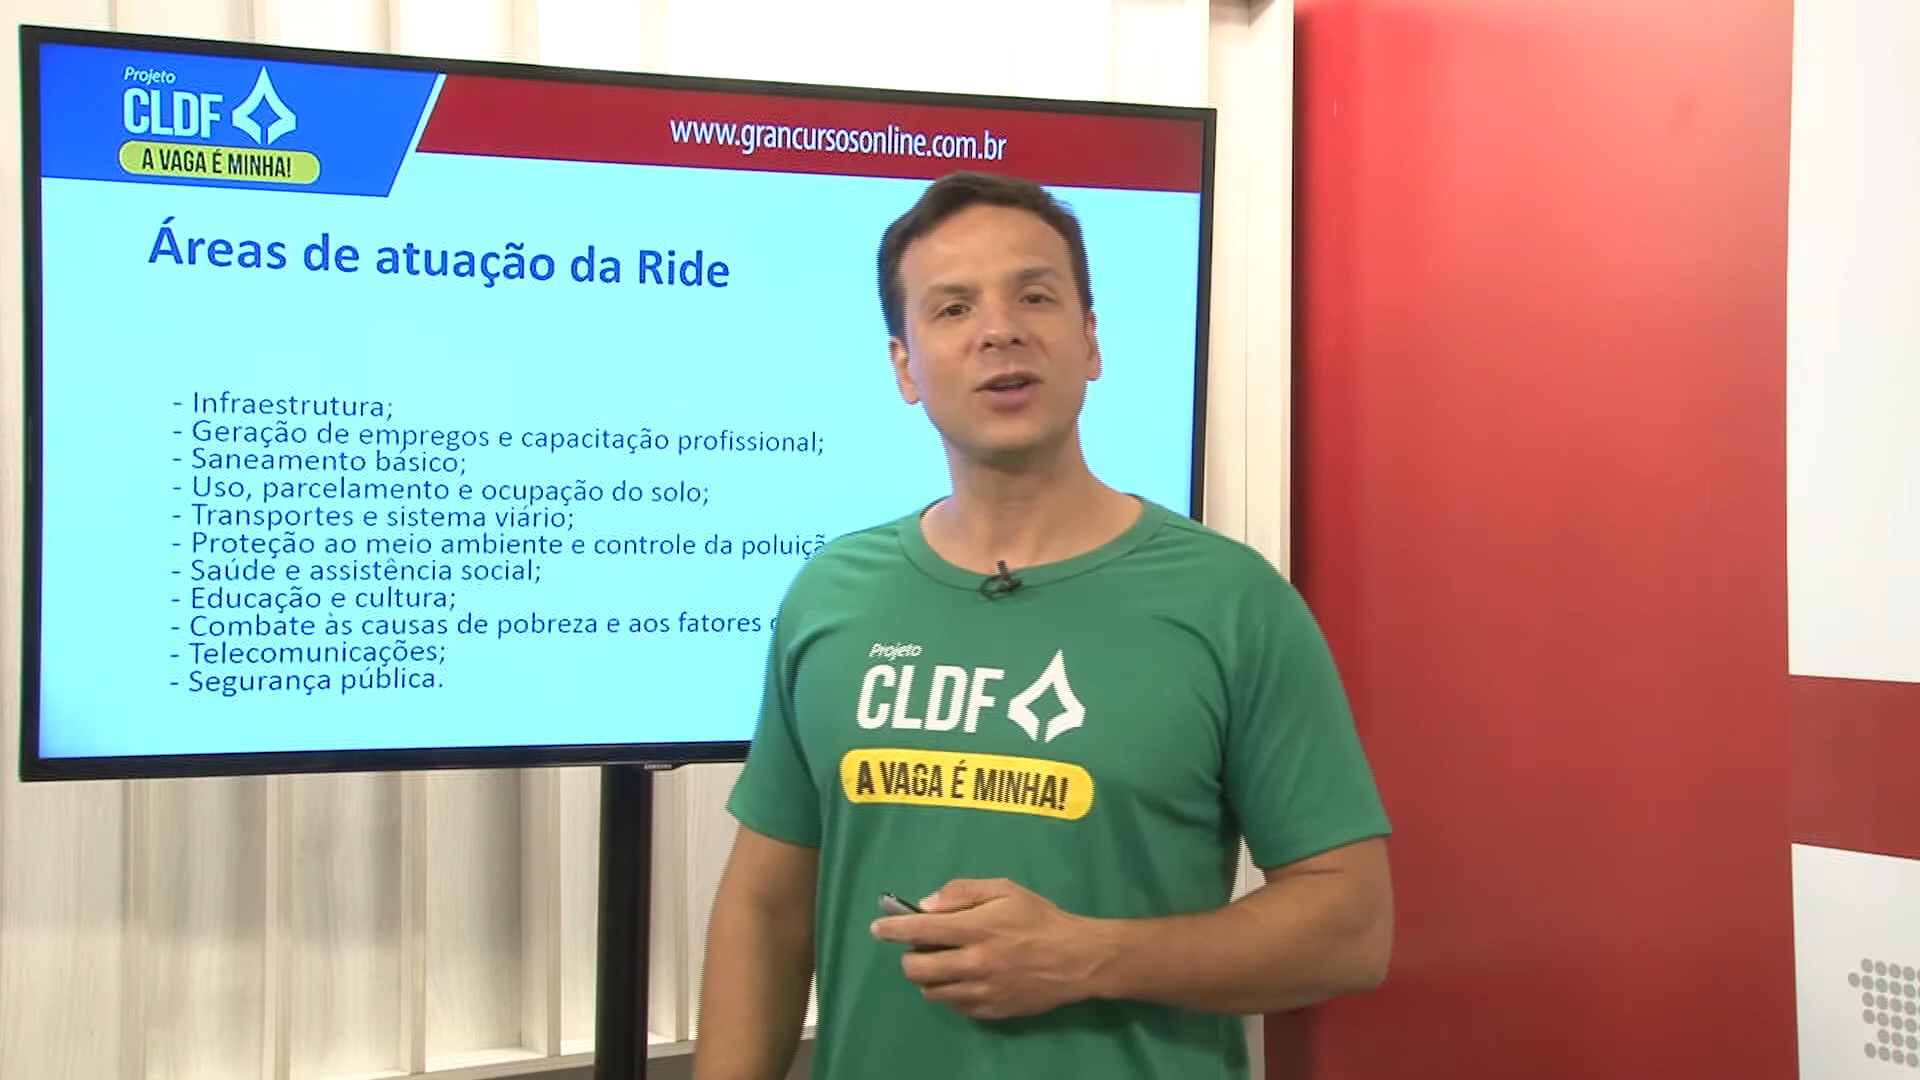 Projeto
CLDF
A VAGA É MINHA!
www.grancursosonline.com.br
Áreas de atuação da Ride
- Infraestrutura;
- Geração de empregos e capacitação profissional;
- Saneamento básico;
- Uso, parcelamento e ocupação do solo;
- Transportes e sistema viário;
- Proteção ao meio ambiente e controle da
- Saúde e assistência social;
- Educação e cultura;
- Combate às causas de pobreza e aos fatores
- Telecomunicações;
- Segurança pública.
SAMSUNG
Projeto
CLDF
A VAGA É MINHA!